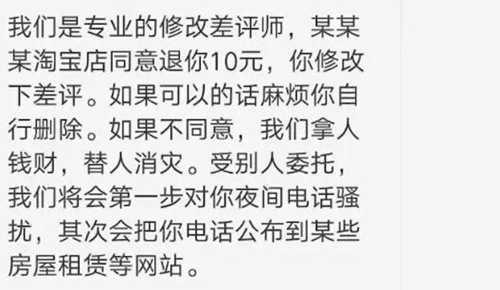 我们是专业的修改差评师，某某
某淘宝店同意退你10元，你修改
下差评。如果可以的话麻烦你自
行删除。如果不同意，我们拿人
钱财，替人消灾。受别人委托，
我们将会第一步对你夜间电话骚
扰，其次会把你电话公布到某些
房屋租赁等网站。